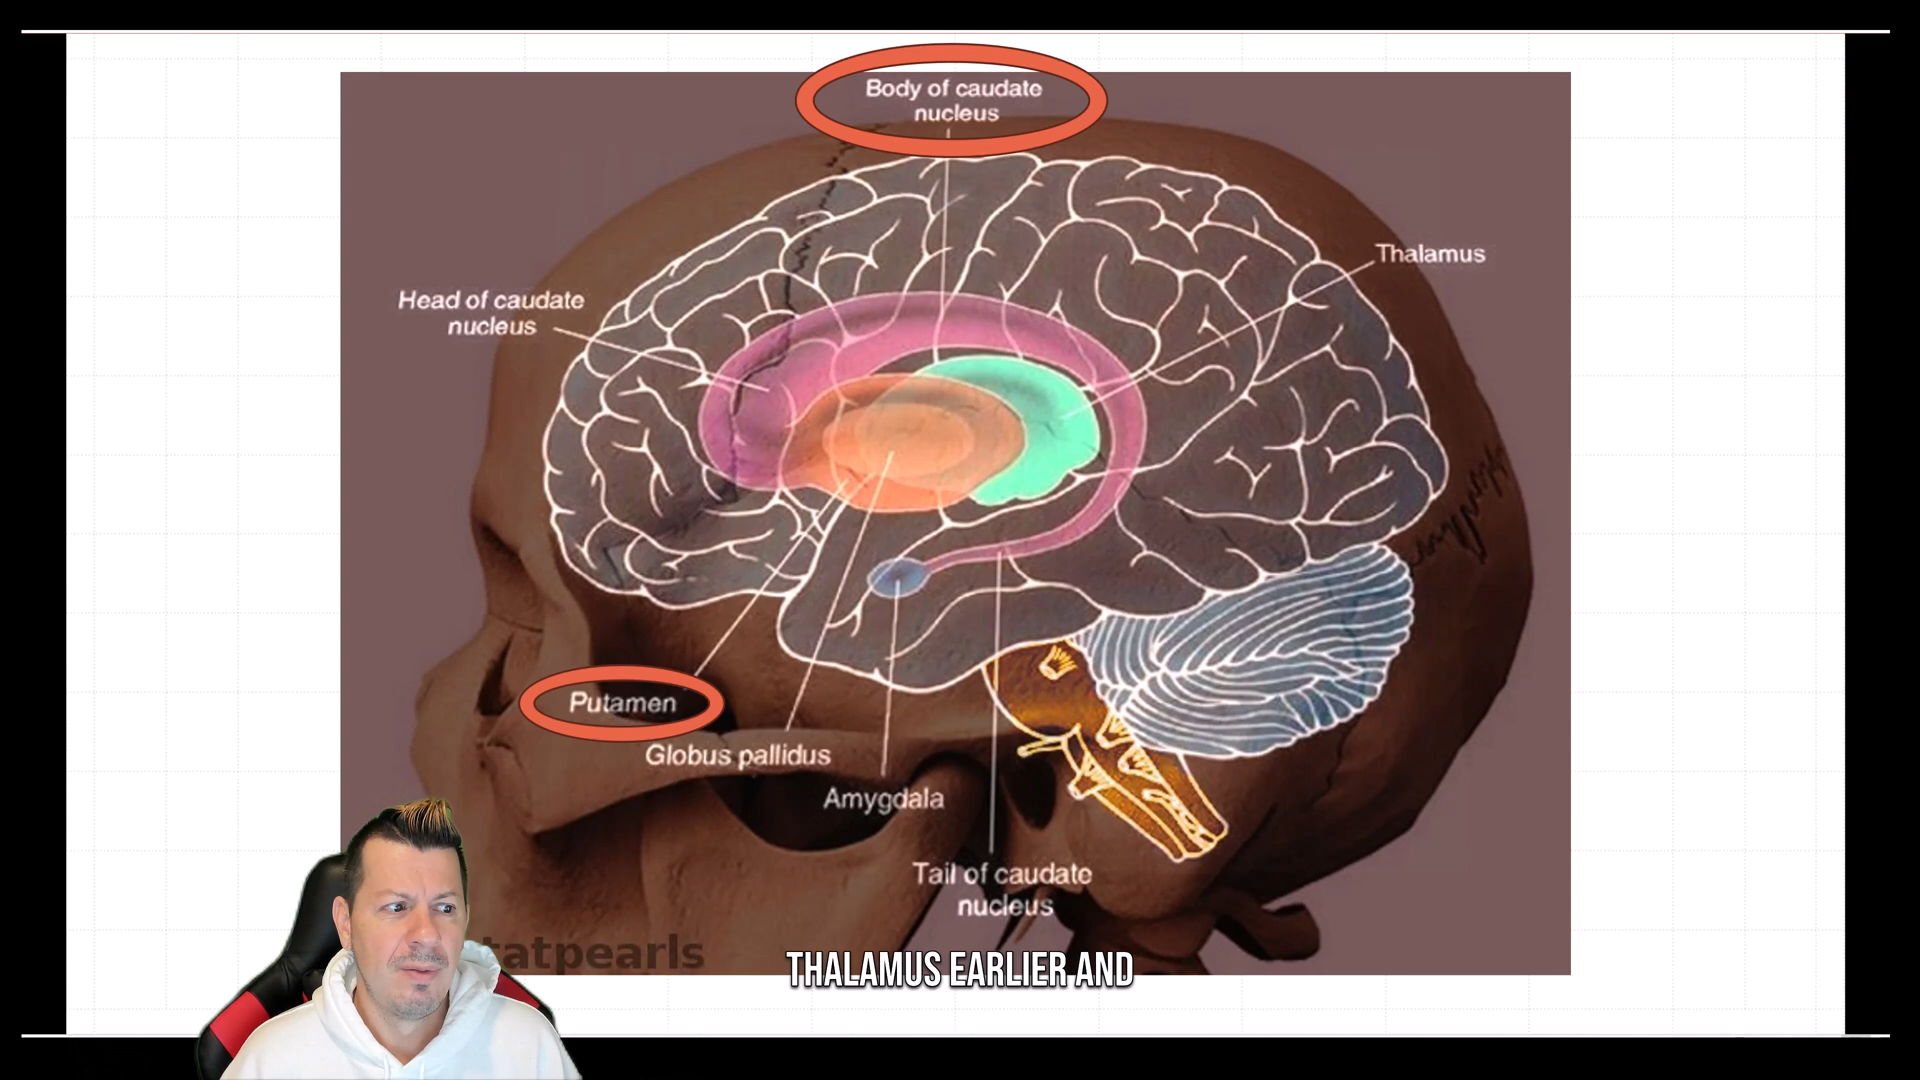 Body of caudate
nucleus
Thalamus
Head of caudate
nucleus
Putamen
Globus pallidus
Amygdala
Tail of caudate
nucleus
tatpearls
THALAMUS EARLIER AND